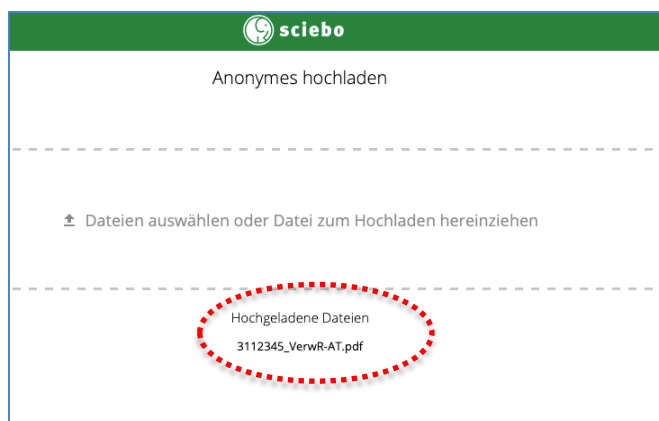 sciebo
Anonymes hochladen
Dateien auswählen oder Datei zum Hochladen hereinziehen
Hochgeladene Dateien
3112345_VerwR-AT.pdf